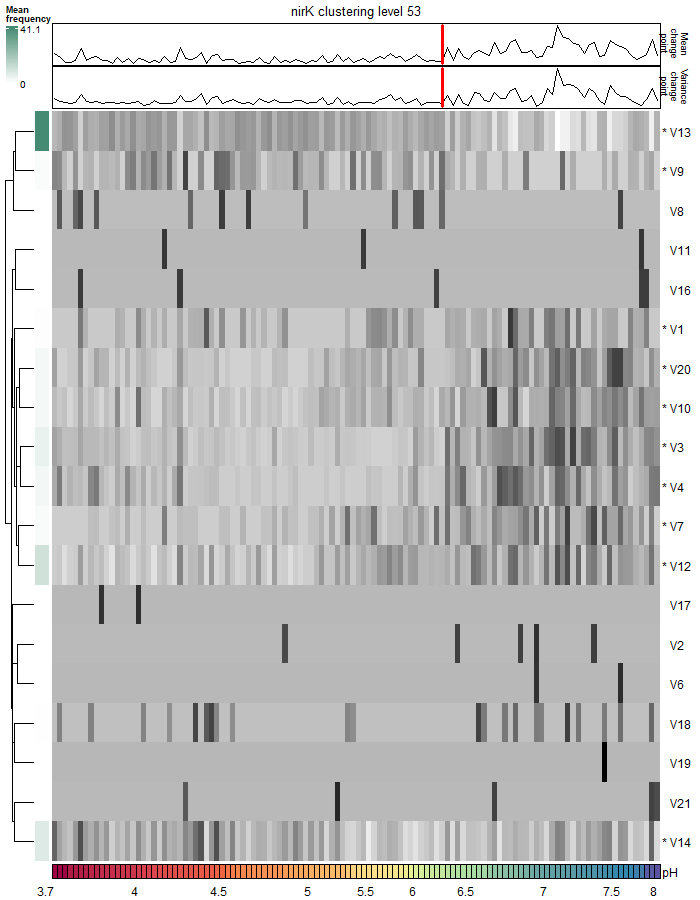 nirK clustering level 53
Mean
frequency
41.1
0
Mean
change
point
Variance
change
point
* V13
* V9
V8
V11
V16
* V1
* V20
* V10
* V3
* V4
* V7
* V12
V17
V2
V6
V18
V19
V21
* V14
pH
3.7 4 4.5 5 5.5 6 6.5 7 7.5 8